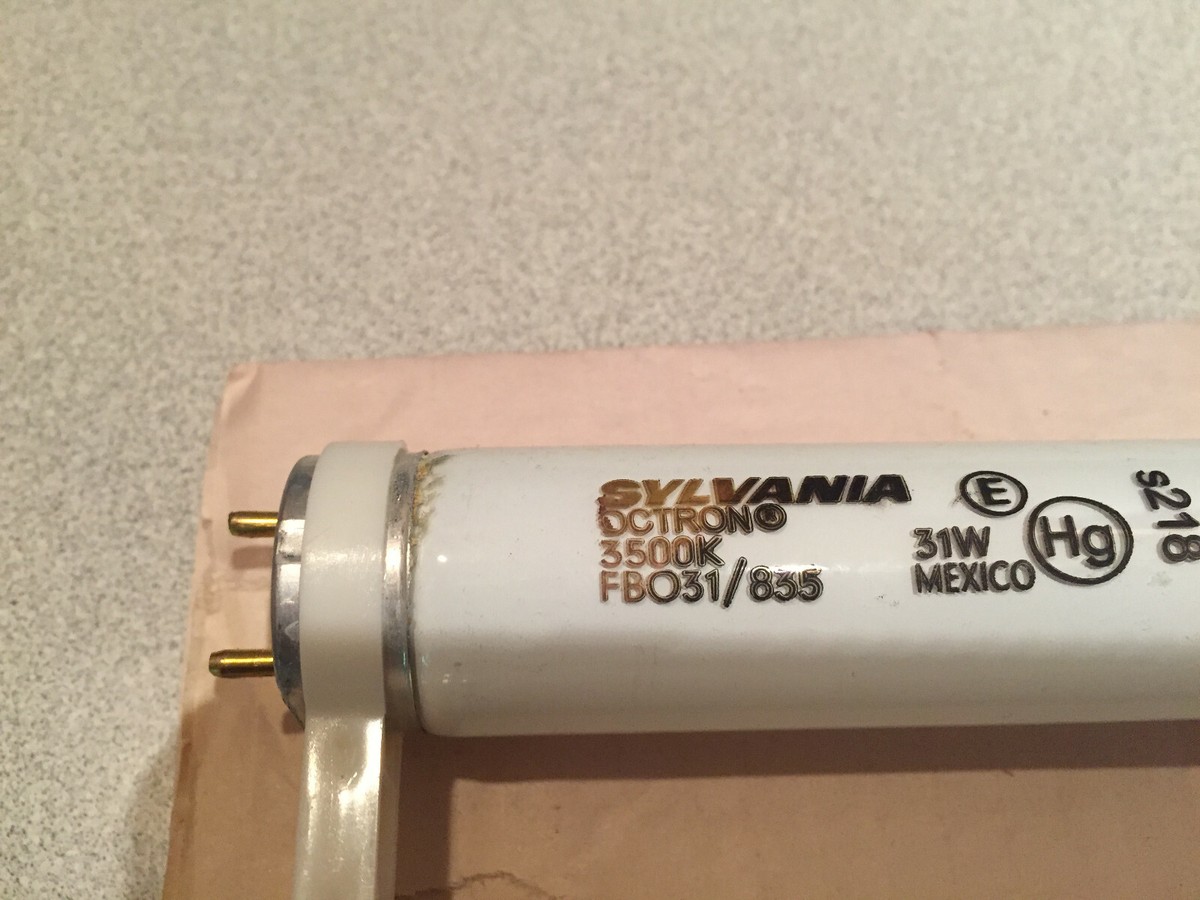 SYLVANIA
OCTRON®
3500K
FBO31/835
E
31W
MEXICO
Hg
S218